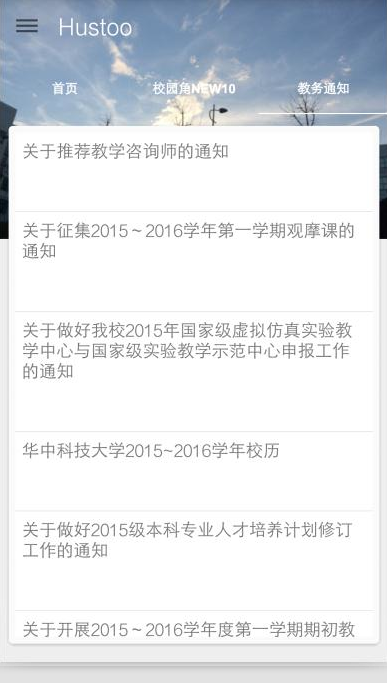 Hustoo
首页
校园角NEW10
教务通知
关于推荐教学咨询师的通知
关于征集2015～2016学年第一学期观摩课的
通知
关于做好我校2015年国家级虚拟仿真实验教
学中心与国家级实验教学示范中心申报工作
的通知
华中科技大学2015~2016学年校历
关于做好2015级本科专业人才培养计划修订
工作的通知
关于开展2015～2016学年度第一学期期初教